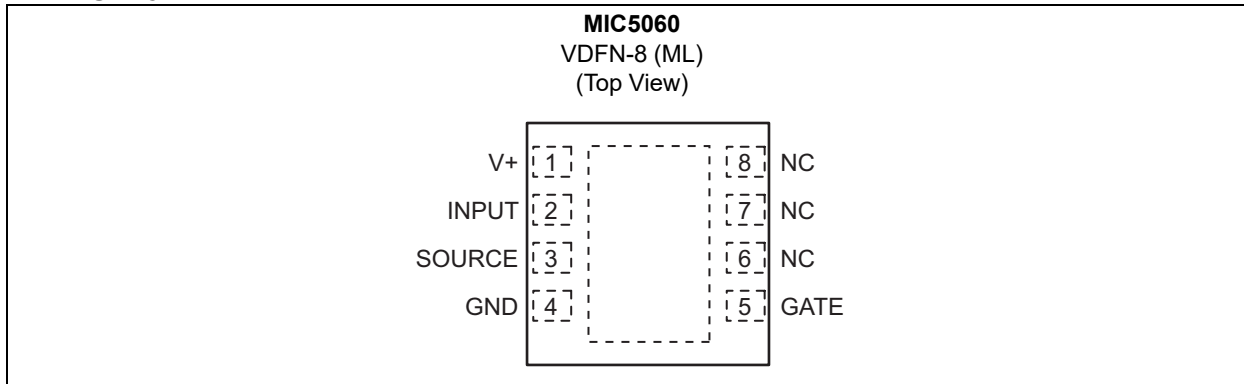 MIC5060
VDFN-8 (ML)
(Top View)
V+ 1 8 NC
INPUT 2 7 NC
SOURCE 3 6 NC
GND 4 5 GATE